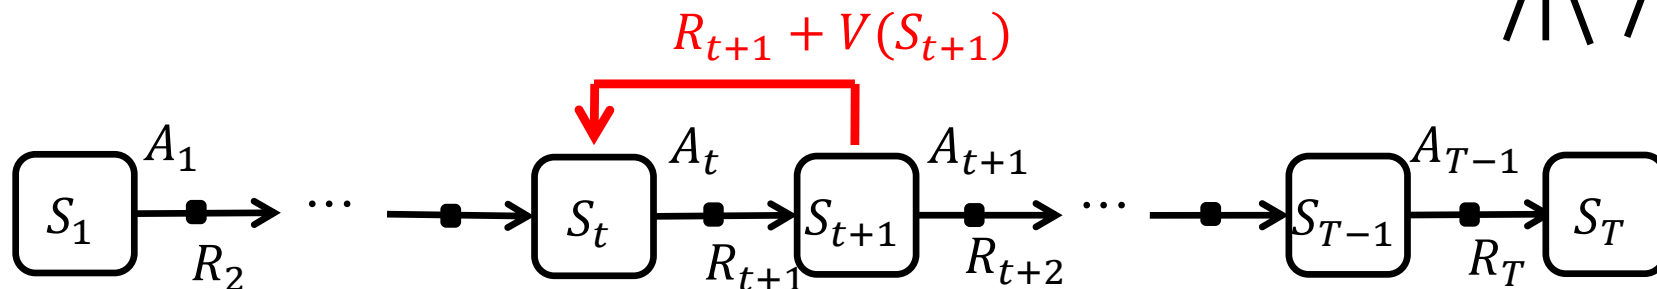 R_{t+1} + V(S_{t+1})
A_1 A_t A_{t+1} A_{T-1}
S_1 ... S_t S_{t+1} ... S_{T-1} S_T
R_2 R_{t+1} R_{t+2} R_T